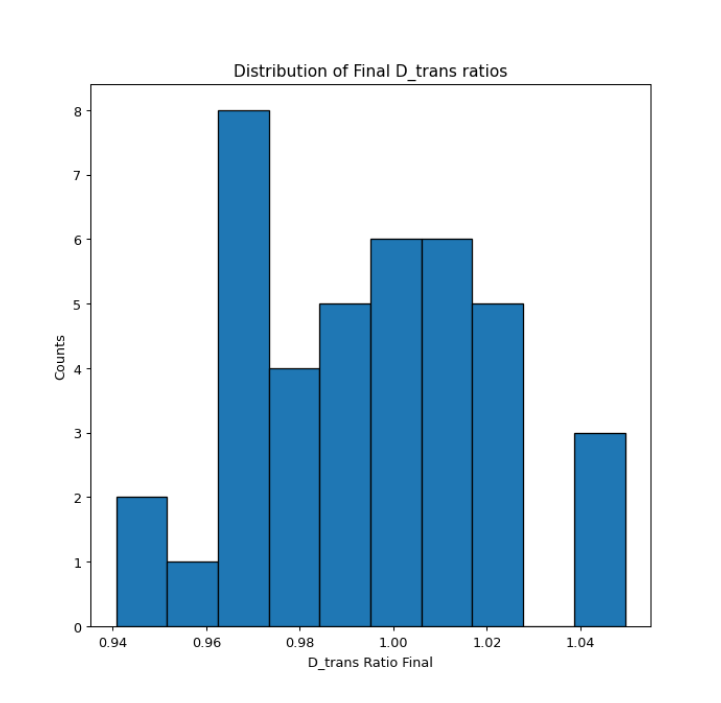 Distribution of Final D_trans ratios
8
7
6
5
4
3
2
1
0
Counts
0.94 0.96 0.98 1.00 1.02 1.04
D_trans Ratio Final